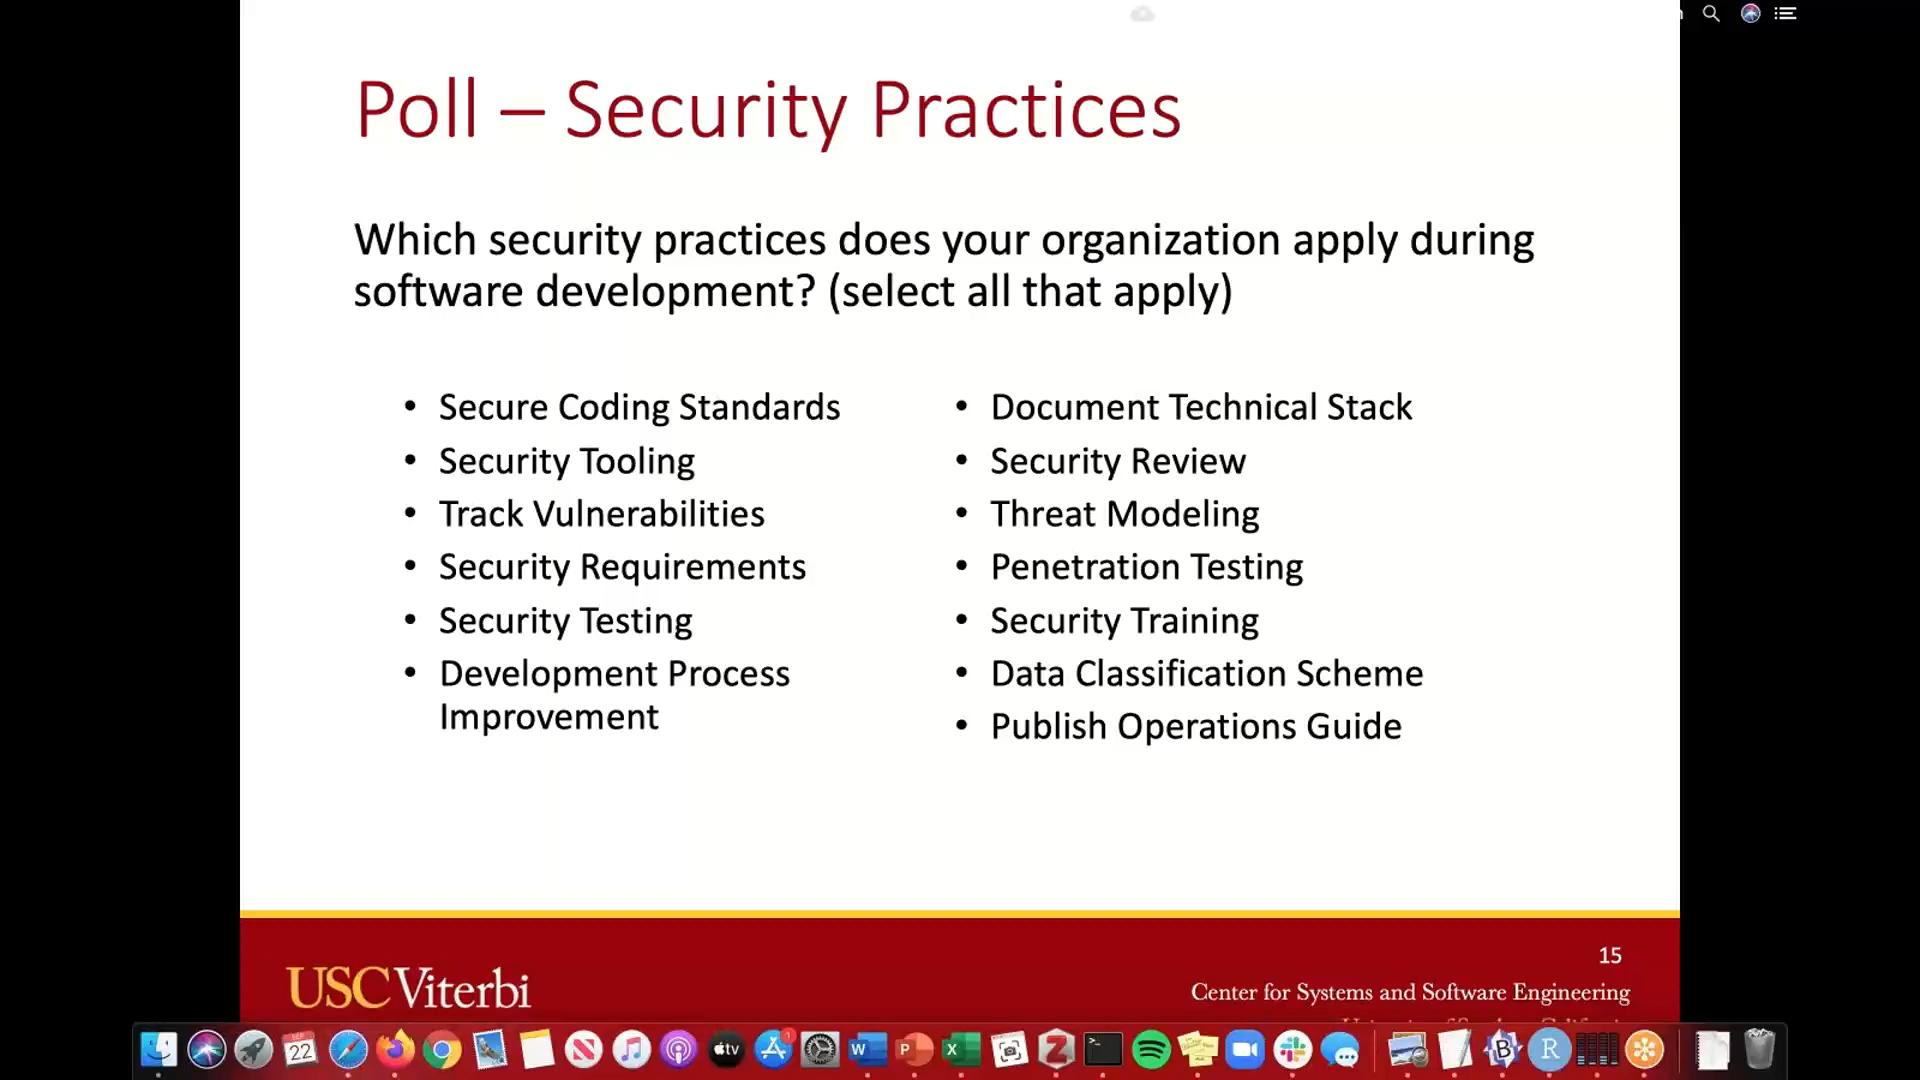 Poll – Security Practices
Which security practices does your organization apply during
software development? (select all that apply)
• Secure Coding Standards
• Security Tooling
• Track Vulnerabilities
• Security Requirements
• Security Testing
• Development Process
Improvement
• Document Technical Stack
• Security Review
• Threat Modeling
• Penetration Testing
• Security Training
• Data Classification Scheme
• Publish Operations Guide
15
USC Viterbi
Center for Systems and Software Engineering
SEP
22
tv
1
W
P
X
Z
B
R